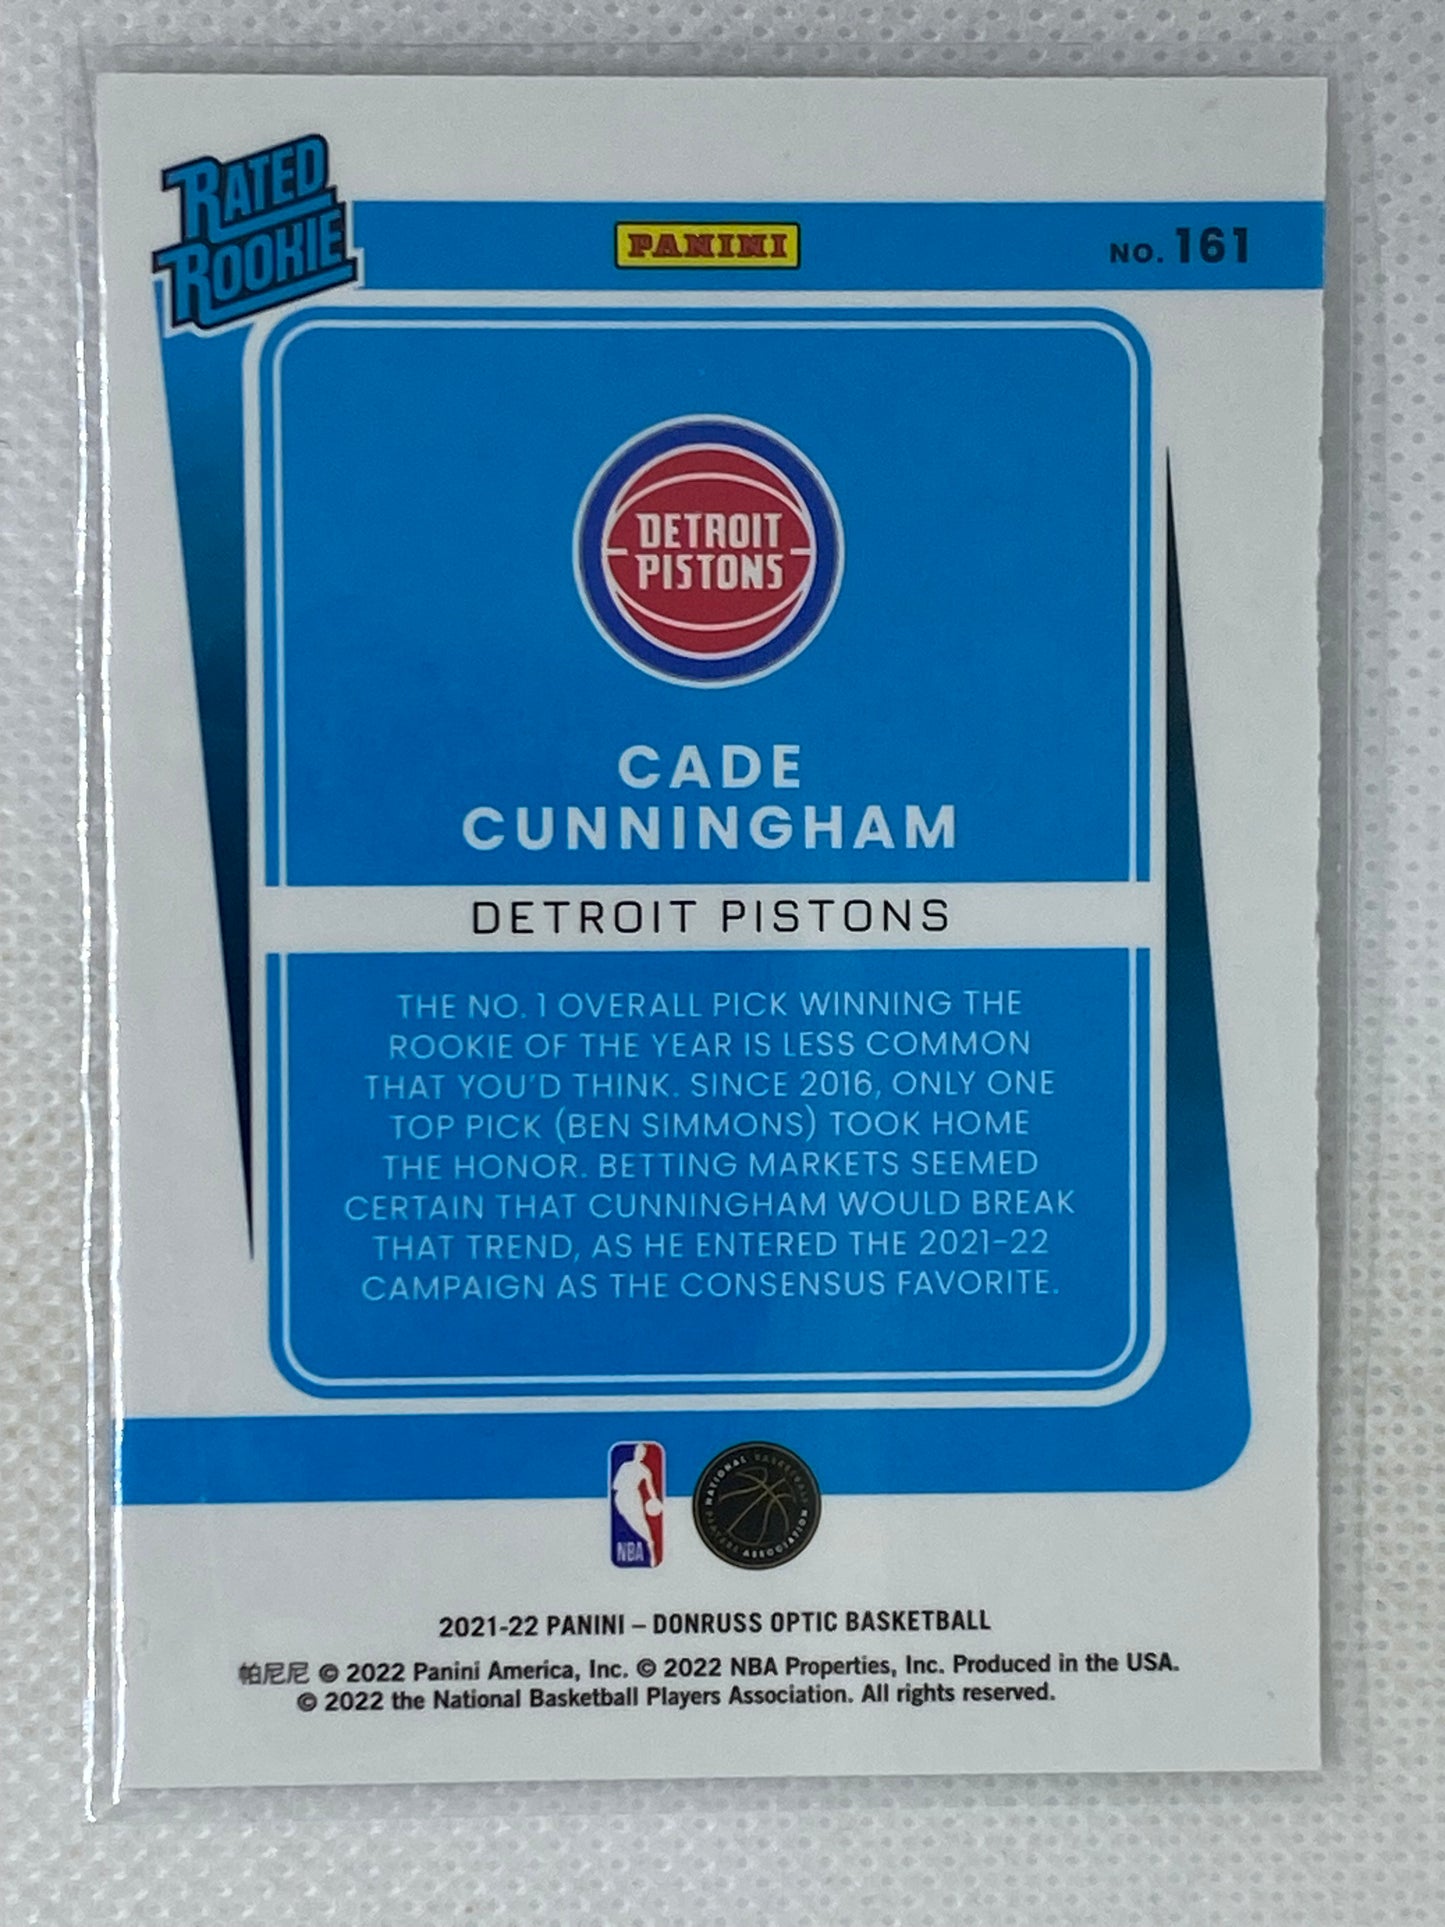 RATED
ROOKIE
PANINI
NO. 161
DETROIT
PISTONS
CADE
CUNNINGHAM
DETROIT PISTONS
THE NO. 1 OVERALL PICK WINNING THE
ROOKIE OF THE YEAR IS LESS COMMON
THAT YOU'D THINK. SINCE 2016, ONLY ONE
TOP PICK (BEN SIMMONS) TOOK HOME
THE HONOR. BETTING MARKETS SEEMED
CERTAIN THAT CUNNINGHAM WOULD BREAK
THAT TREND, AS HE ENTERED THE 2021-22
CAMPAIGN AS THE CONSENSUS FAVORITE.
NBA
NATIONAL BASKETBALL PLAYERS ASSOCIATION
2021-22 PANINI – DONRUSS OPTIC BASKETBALL
帕尼尼 © 2022 Panini America, Inc. © 2022 NBA Properties, Inc. Produced in the USA.
© 2022 the National Basketball Players Association. All rights reserved.